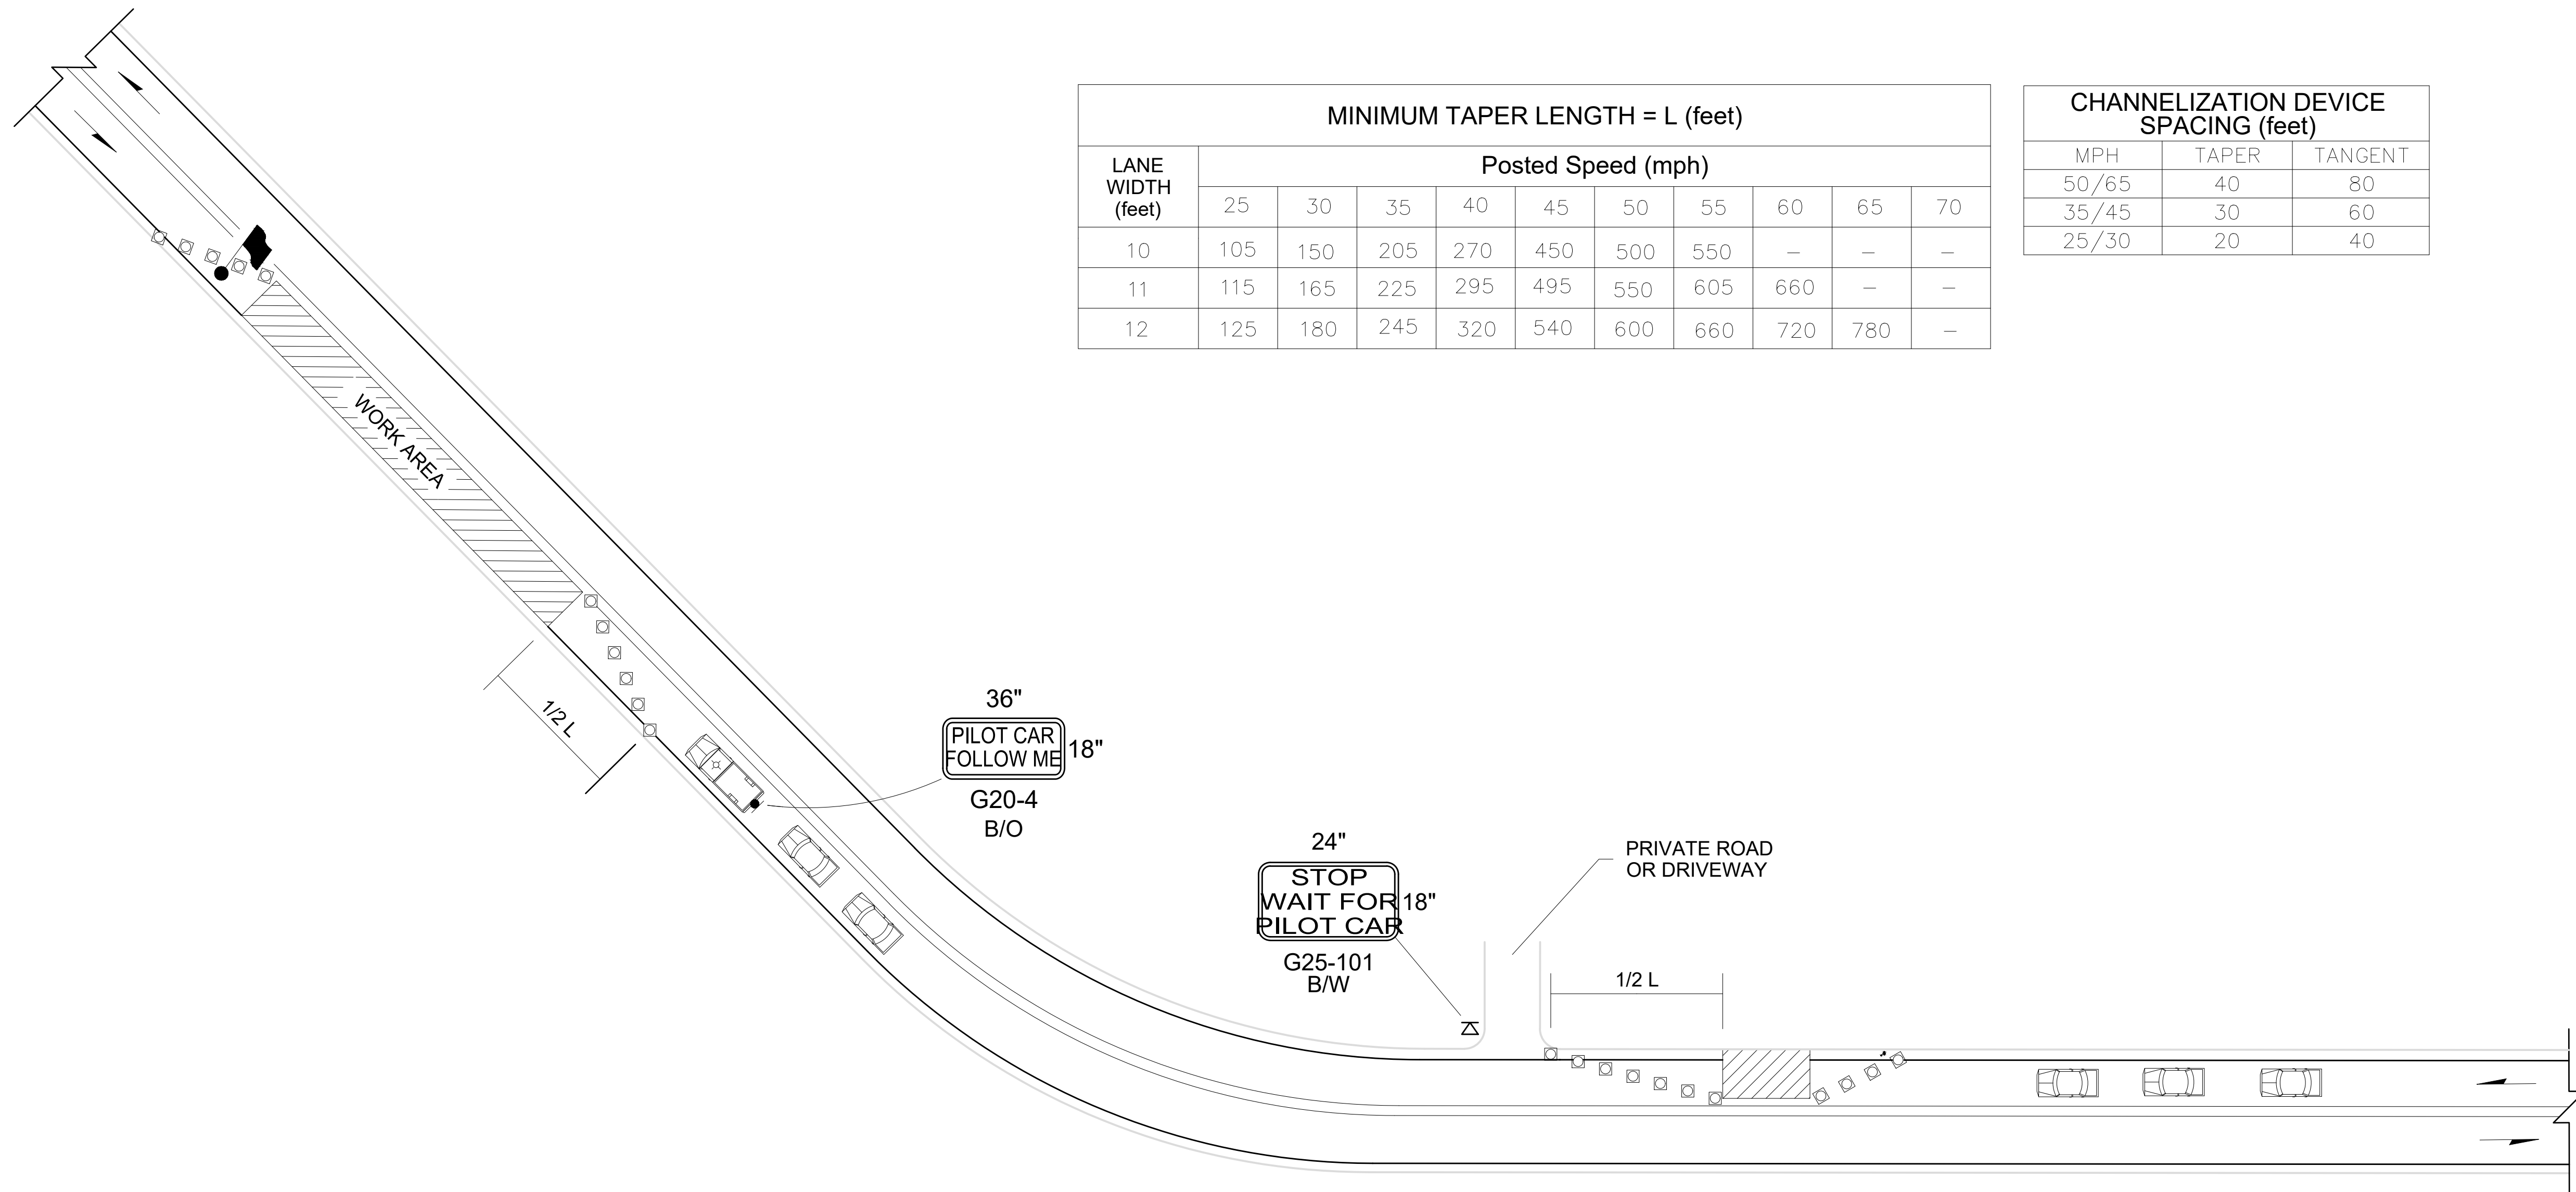 MINIMUM TAPER LENGTH = L (feet)
LANE WIDTH (feet) Posted Speed (mph)
25 30 35 40 45 50 55 60 65 70
10 105 150 205 270 450 500 550 – – –
11 115 165 225 295 495 550 605 660 – –
12 125 180 245 320 540 600 660 720 780 –
CHANNELIZATION DEVICE
SPACING (feet)
MPH TAPER TANGENT
50/65 40 80
35/45 30 60
25/30 20 40
WORK AREA
1/2 L
36"
PILOT CAR
FOLLOW ME
18"
G20-4
B/O
24"
STOP
WAIT FOR
PILOT CAR
18"
G25-101
B/W
PRIVATE ROAD
OR DRIVEWAY
1/2 L